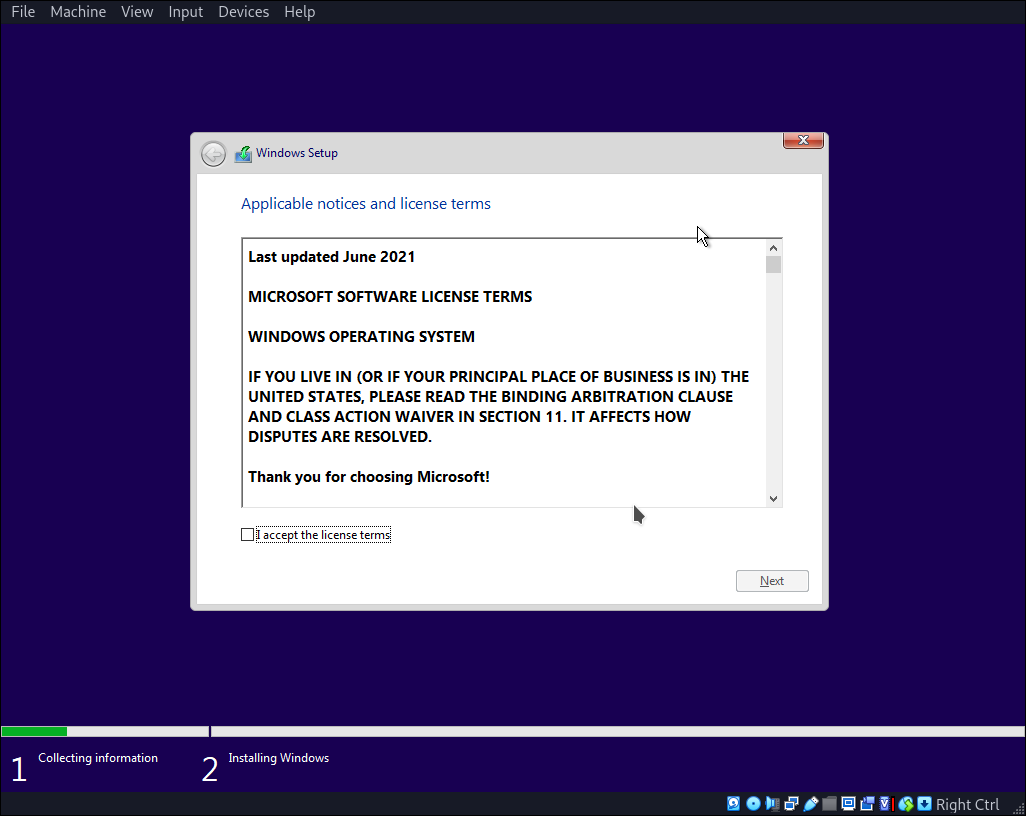 File Machine View Input Devices Help
Windows Setup
Applicable notices and license terms
Last updated June 2021
MICROSOFT SOFTWARE LICENSE TERMS
WINDOWS OPERATING SYSTEM
IF YOU LIVE IN (OR IF YOUR PRINCIPAL PLACE OF BUSINESS IS IN) THE
UNITED STATES, PLEASE READ THE BINDING ARBITRATION CLAUSE
AND CLASS ACTION WAIVER IN SECTION 11. IT AFFECTS HOW
DISPUTES ARE RESOLVED.
Thank you for choosing Microsoft!
I accept the license terms
Next
1 Collecting information 2 Installing Windows
Right Ctrl